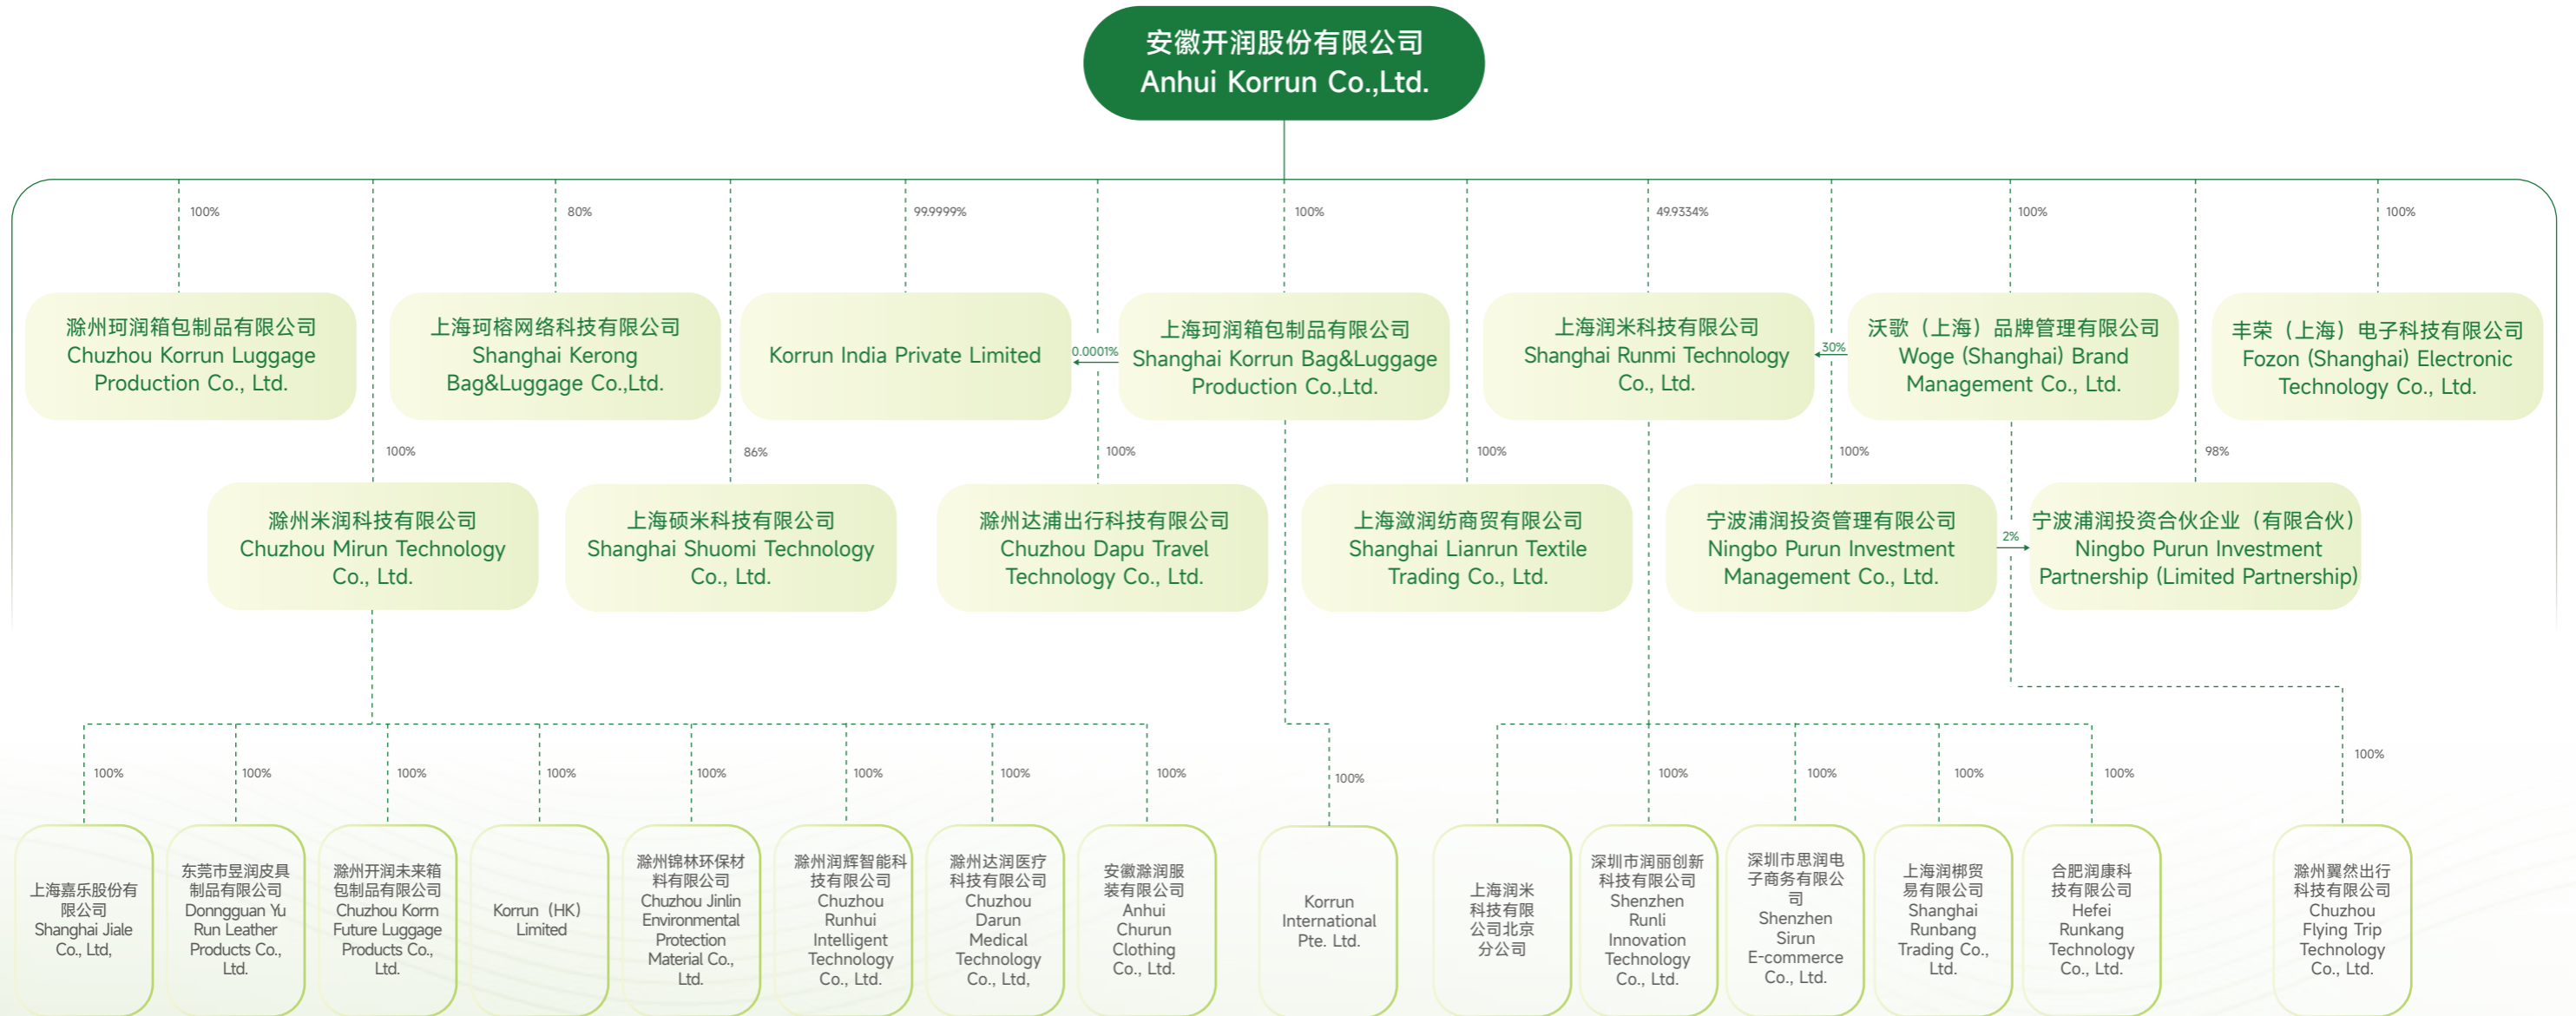 安徽开润股份有限公司
Anhui Korrun Co.,Ltd.
100%
80%
99.9999%
100%
49.9334%
100%
100%
滁州珂润箱包制品有限公司
Chuzhou Korrun Luggage
Production Co., Ltd.
上海珂榕网络科技有限公司
Shanghai Kerong
Bag&Luggage Co.,Ltd.
Korrun India Private Limited
0.0001%
上海珂润箱包制品有限公司
Shanghai Korrun Bag&Luggage
Production Co.,Ltd.
上海润米科技有限公司
Shanghai Runmi Technology
Co., Ltd.
30%
沃歌（上海）品牌管理有限公司
Woge (Shanghai) Brand
Management Co., Ltd.
丰荣（上海）电子科技有限公司
Fozon (Shanghai) Electronic
Technology Co., Ltd.
100%
86%
100%
100%
100%
98%
滁州米润科技有限公司
Chuzhou Mirun Technology
Co., Ltd.
上海硕米科技有限公司
Shanghai Shuomi Technology
Co., Ltd.
滁州达浦出行科技有限公司
Chuzhou Dapu Travel
Technology Co., Ltd.
上海潋润纺商贸有限公司
Shanghai Lianrun Textile
Trading Co., Ltd.
宁波浦润投资管理有限公司
Ningbo Purun Investment
Management Co., Ltd.
2%
宁波浦润投资合伙企业（有限合伙）
Ningbo Purun Investment
Partnership (Limited Partnership)
100%
100%
100%
100%
100%
100%
100%
100%
100%
100%
100%
100%
100%
100%
上海嘉乐股份有
限公司
Shanghai Jiale
Co., Ltd,
东莞市昱润皮具
制品有限公司
Donngguan Yu
Run Leather
Products Co.,
Ltd.
滁州开润未来箱
包制品有限公司
Chuzhou Korrn
Future Luggage
Products Co.,
Ltd.
Korrun（HK）
Limited
滁州锦林环保材
料有限公司
Chuzhou Jinlin
Environmental
Protection
Material Co.,
Ltd.
滁州润辉智能科
技有限公司
Chuzhou
Runhui
Intelligent
Technology
Co., Ltd.
滁州达润医疗
科技有限公司
Chuzhou
Darun
Medical
Technology
Co., Ltd,
安徽滁润服
装有限公司
Anhui
Churun
Clothing
Co., Ltd.
Korrun
International
Pte. Ltd.
上海润米
科技有限
公司北京
分公司
深圳市润丽创新
科技有限公司
Shenzhen
Runli
Innovation
Technology
Co., Ltd.
深圳市思润电
子商务有限公
司
Shenzhen
Sirun
E-commerce
Co., Ltd.
上海润梆贸
易有限公司
Shanghai
Runbang
Trading Co.,
Ltd.
合肥润康科
技有限公司
Hefei
Runkang
Technology
Co., Ltd.
滁州翼然出行
科技有限公司
Chuzhou
Flying Trip
Technology
Co., Ltd.